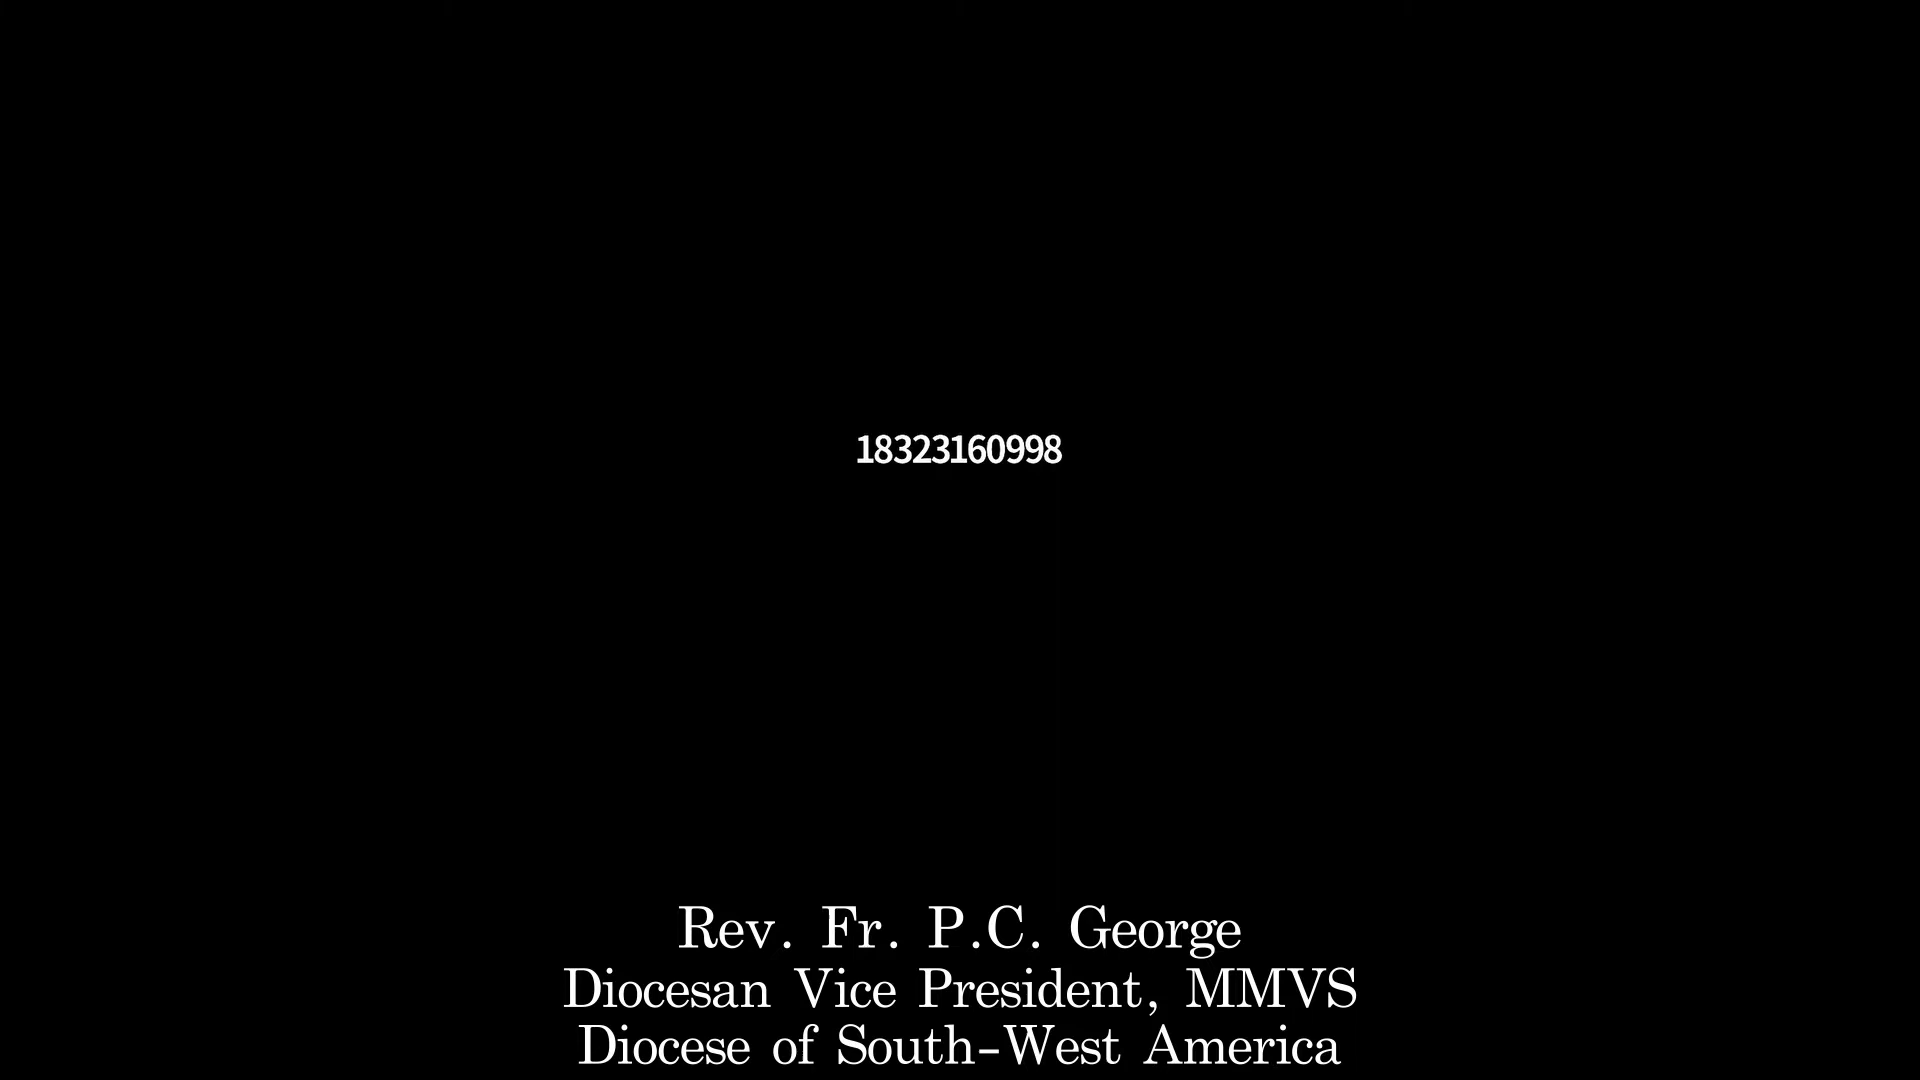 18323160998
Rev. Fr. P.C. George
Diocesan Vice President, MMVS
Diocese of South-West America